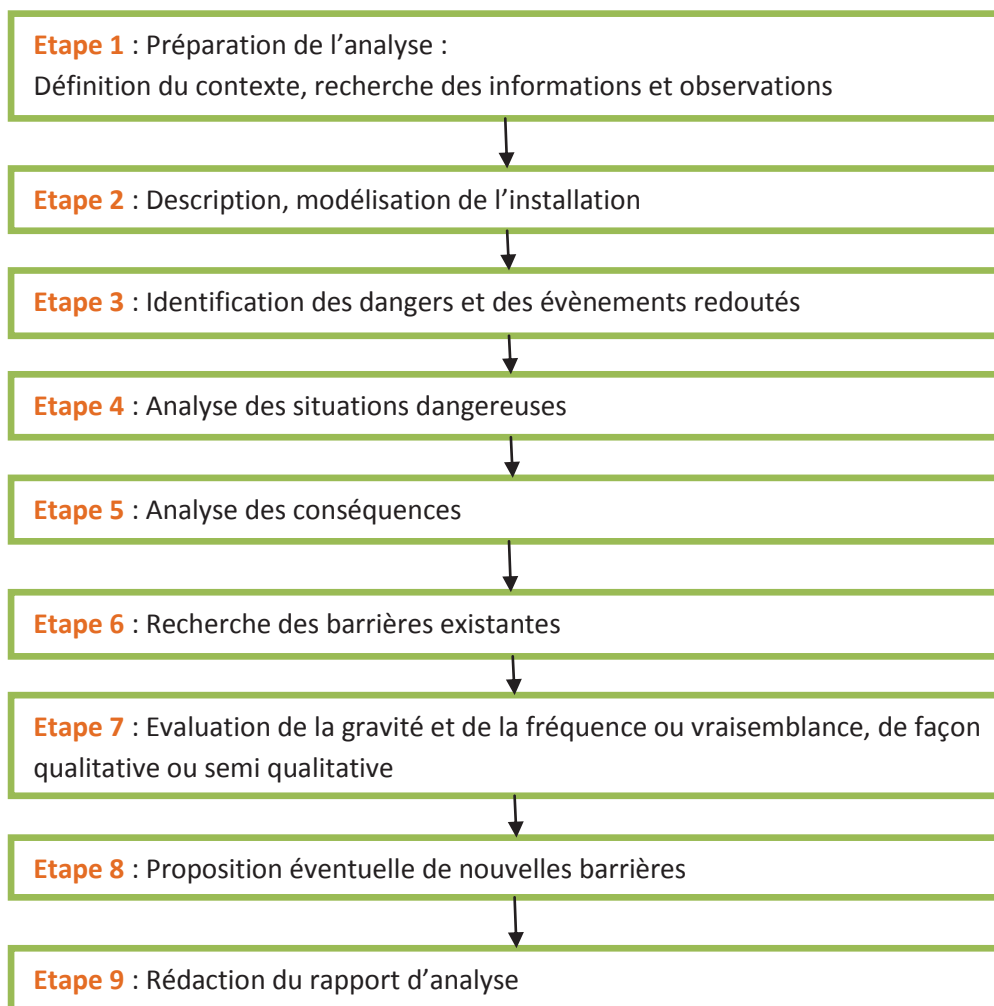 Etape 1 : Préparation de l’analyse :
Définition du contexte, recherche des informations et observations
Etape 2 : Description, modélisation de l’installation
Etape 3 : Identification des dangers et des évènements redoutés
Etape 4 : Analyse des situations dangereuses
Etape 5 : Analyse des conséquences
Etape 6 : Recherche des barrières existantes
Etape 7 : Evaluation de la gravité et de la fréquence ou vraisemblance, de façon
qualitative ou semi qualitative
Etape 8 : Proposition éventuelle de nouvelles barrières
Etape 9 : Rédaction du rapport d’analyse